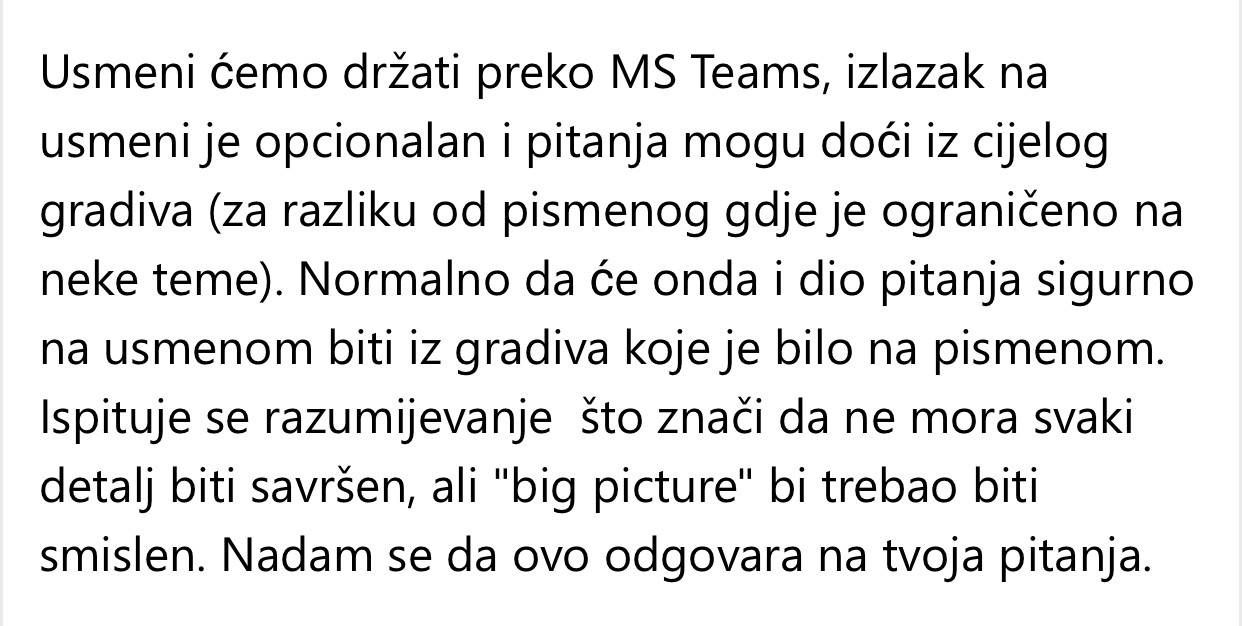 Usmeni ćemo držati preko MS Teams, izlazak na
usmeni je opcionalan i pitanja mogu doći iz cijelog
gradiva (za razliku od pismenog gdje je ograničeno na
neke teme). Normalno da će onda i dio pitanja sigurno
na usmenom biti iz gradiva koje je bilo na pismenom.
Ispituje se razumijevanje  što znači da ne mora svaki
detalj biti savršen, ali "big picture" bi trebao biti
smislen. Nadam se da ovo odgovara na tvoja pitanja.